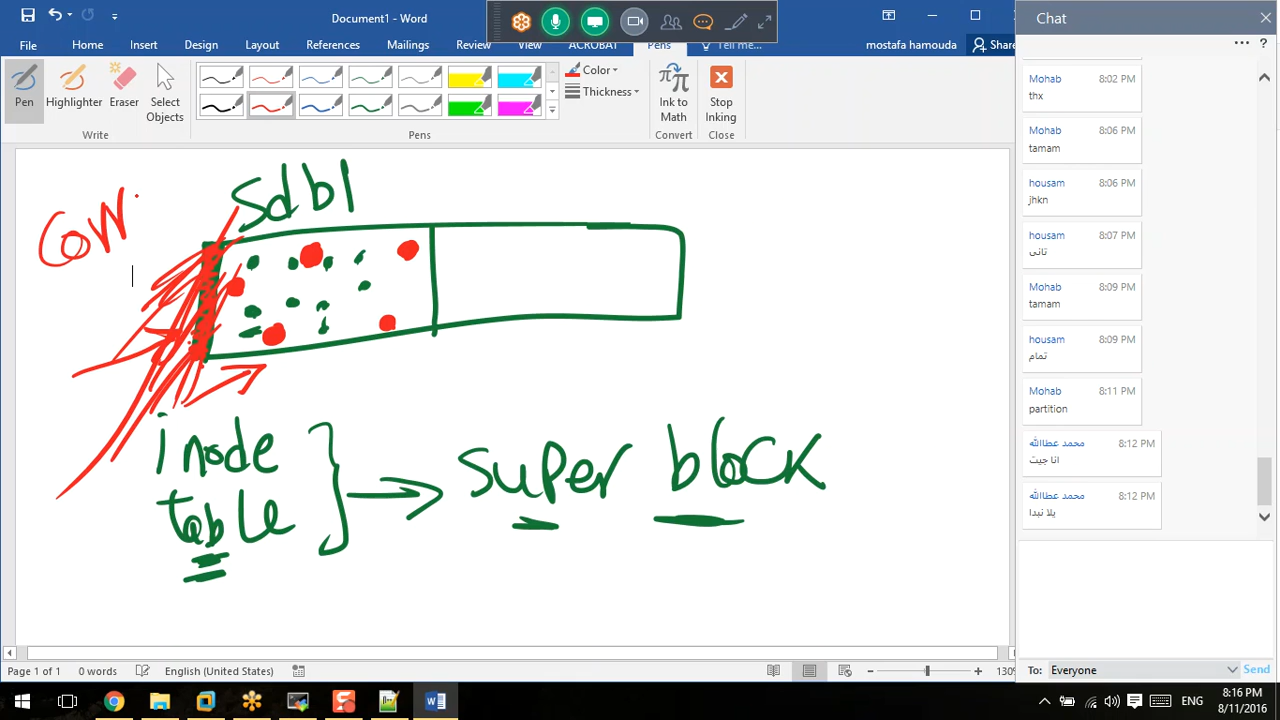 Document1 - Word
mostafa hamouda
Share
File
Home
Insert
Design
Layout
References
Mailings
Review
View
ACROBAT
Pens
Tell me...
Pen
Highlighter
Eraser
Select Objects
Color
Thickness
Ink to Math
Stop Inking
Write
Pens
Convert
Close
sdb1
Corr
inode
table
super block
Chat
Mohab 8:02 PM
thx
Mohab 8:06 PM
tamam
housam 8:06 PM
jhkn
housam 8:07 PM
تانى
Mohab 8:09 PM
tamam
housam 8:09 PM
تمام
Mohab 8:11 PM
partition
محمد عطاالله 8:12 PM
انا جيت
محمد عطاالله 8:12 PM
يلا نبدا
To: Everyone Send
Page 1 of 1 0 words English (United States) 130%
ENG 8:16 PM
8/11/2016